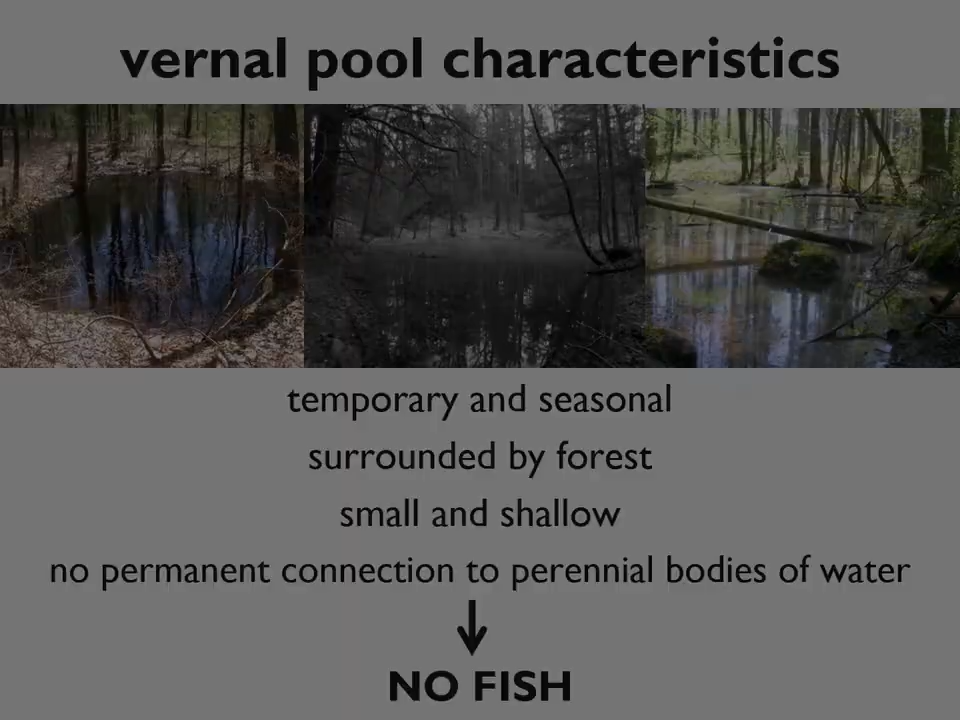 vernal pool characteristics
temporary and seasonal
surrounded by forest
small and shallow
no permanent connection to perennial bodies of water
NO FISH